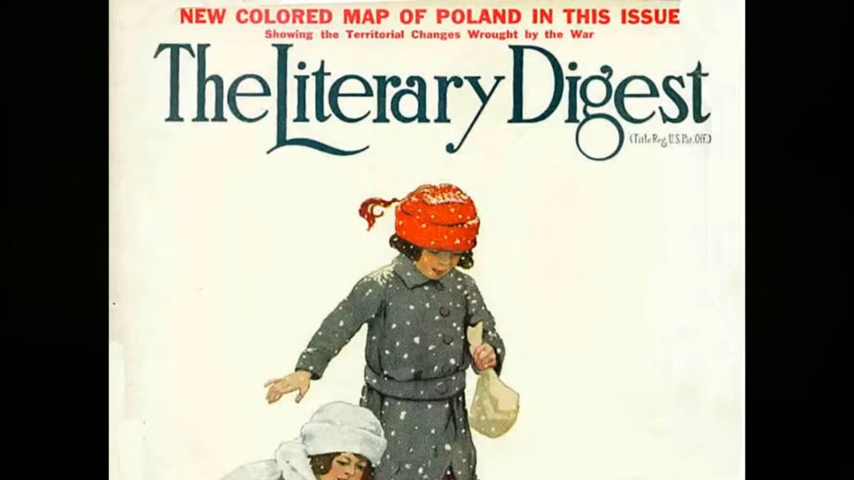 NEW COLORED MAP OF POLAND IN THIS ISSUE
Showing the Territorial Changes Wrought by the War
The Literary Digest
(Title Reg. U.S. Pat. Off.)